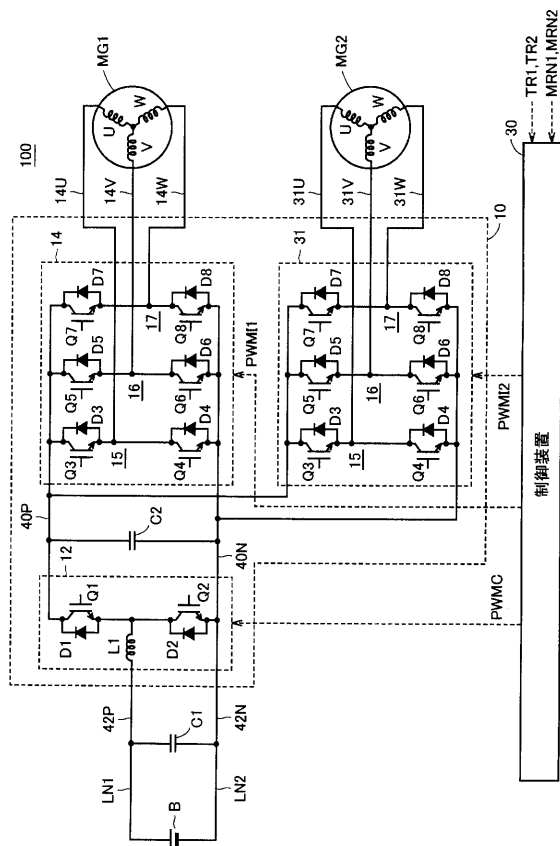 100
MG1
U
W
V
14U
14V
14W
14
D7
Q7
D8
Q8
17
D5
Q5
D6
Q6
16
D3
Q3
D4
Q4
15
PWMI1
MG2
U
W
V
31U
31V
31W
10
31
D7
Q7
D8
Q8
17
D5
Q5
D6
Q6
16
D3
Q3
D4
Q4
15
PWMI2
40P
C2
40N
12
Q1
D1
Q2
D2
L1
PWMC
42P
42N
C1
LN1
LN2
B
30
制御装置
TR1,TR2
MRN1,MRN2